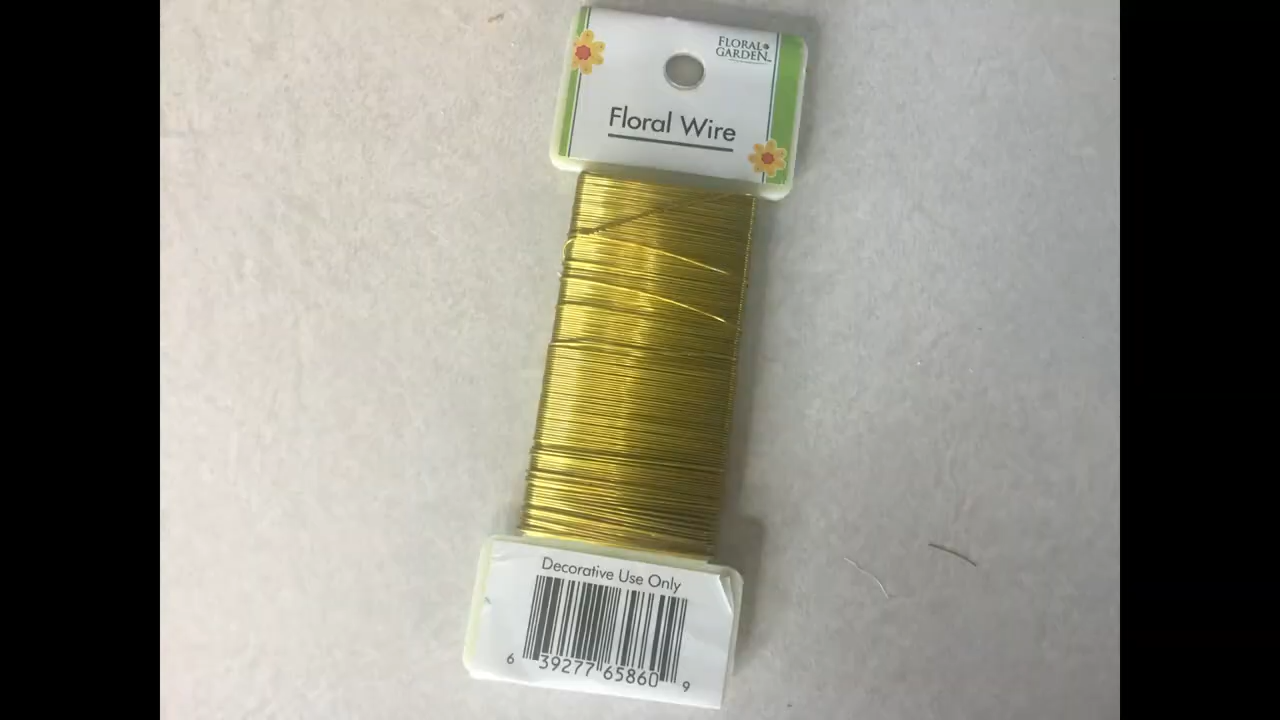 FLORAL
GARDEN
Floral Wire
Decorative Use Only
6 39277 65860 9